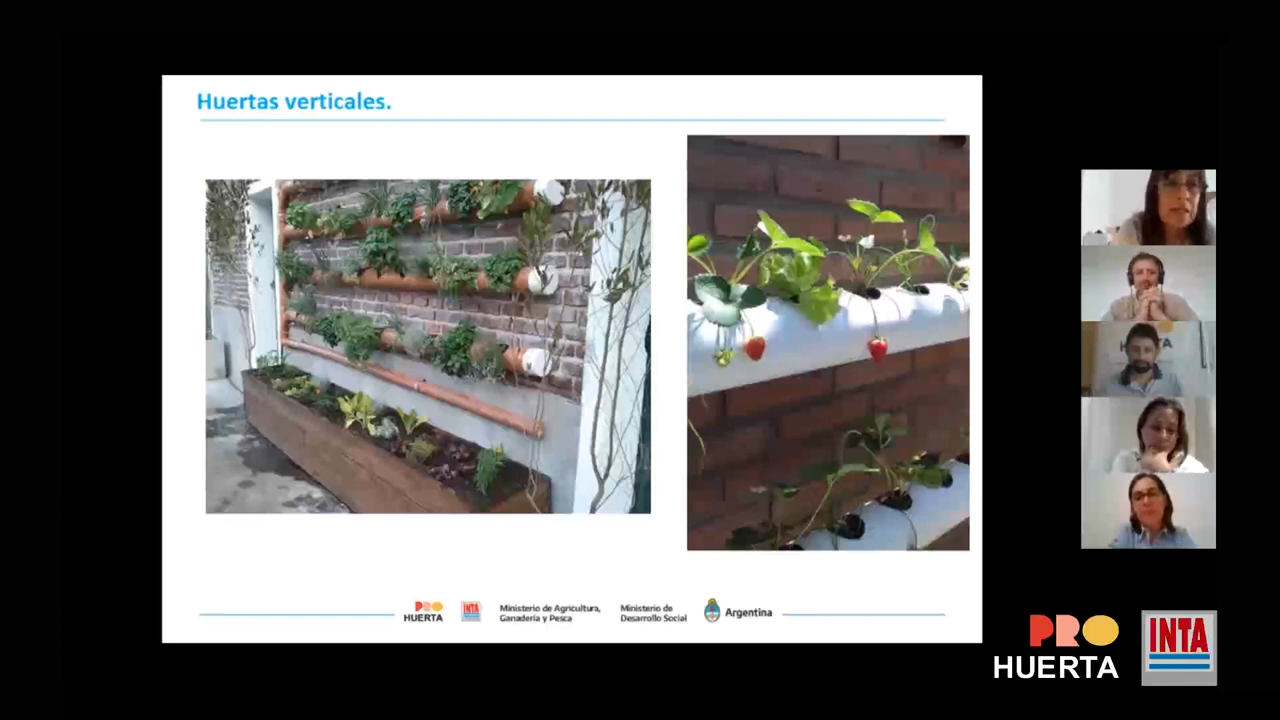 Huertas verticales.
PRO
HUERTA
INTA
Ministerio de Agricultura,
Ganadería y Pesca
Ministerio de
Desarrollo Social
Argentina
PRO
HUERTA
INTA